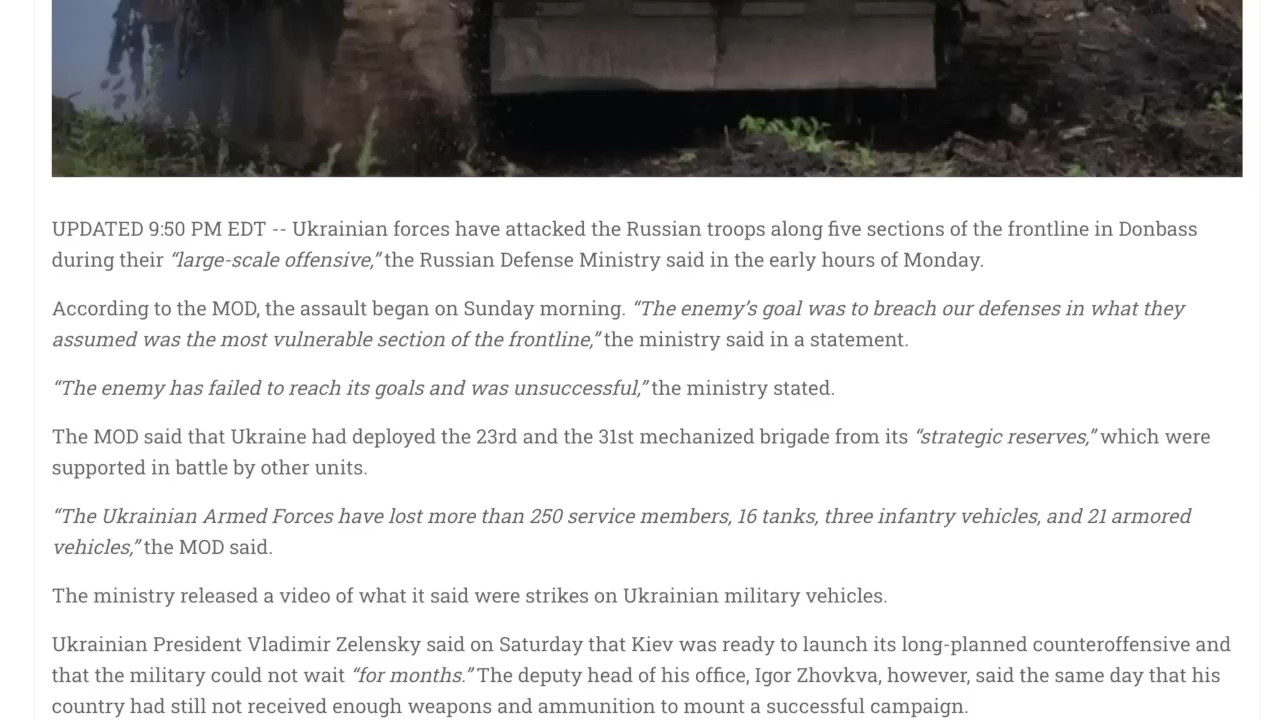 UPDATED 9:50 PM EDT -- Ukrainian forces have attacked the Russian troops along five sections of the frontline in Donbass
during their “large-scale offensive,” the Russian Defense Ministry said in the early hours of Monday.
According to the MOD, the assault began on Sunday morning. “The enemy’s goal was to breach our defenses in what they
assumed was the most vulnerable section of the frontline,” the ministry said in a statement.
“The enemy has failed to reach its goals and was unsuccessful,” the ministry stated.
The MOD said that Ukraine had deployed the 23rd and the 31st mechanized brigade from its “strategic reserves,” which were
supported in battle by other units.
“The Ukrainian Armed Forces have lost more than 250 service members, 16 tanks, three infantry vehicles, and 21 armored
vehicles,” the MOD said.
The ministry released a video of what it said were strikes on Ukrainian military vehicles.
Ukrainian President Vladimir Zelensky said on Saturday that Kiev was ready to launch its long-planned counteroffensive and
that the military could not wait “for months.” The deputy head of his office, Igor Zhovkva, however, said the same day that his
country had still not received enough weapons and ammunition to mount a successful campaign.